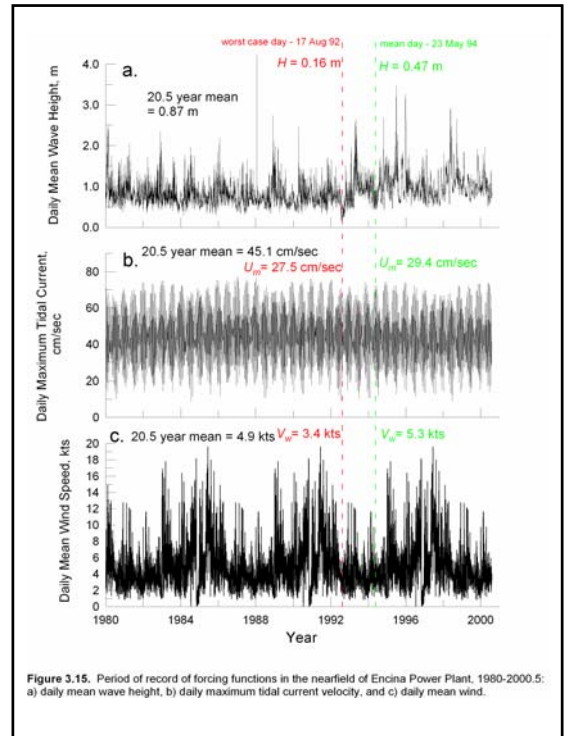 worst case day - 17 Aug 92
mean day - 23 May 94
a.
H = 0.16 m
H = 0.47 m
20.5 year mean
= 0.87 m
Daily Mean Wave Height, m
4.0
3.0
2.0
1.0
0.0
20.5 year mean = 45.1 cm/sec
b.
Um= 27.5 cm/sec
Um= 29.4 cm/sec
Daily Maximum Tidal Current,
cm/sec
80
60
40
20
0
c. 20.5 year mean = 4.9 kts
Vw= 3.4 kts
Vw= 5.3 kts
Daily Mean Wind Speed, kts
20
18
16
14
12
10
8
6
4
2
0
1980 1984 1988 1992 1996 2000
Year
Figure 3.15. Period of record of forcing functions in the nearfield of Encina Power Plant, 1980-2000.5:
a) daily mean wave height, b) daily maximum tidal current velocity, and c) daily mean wind.